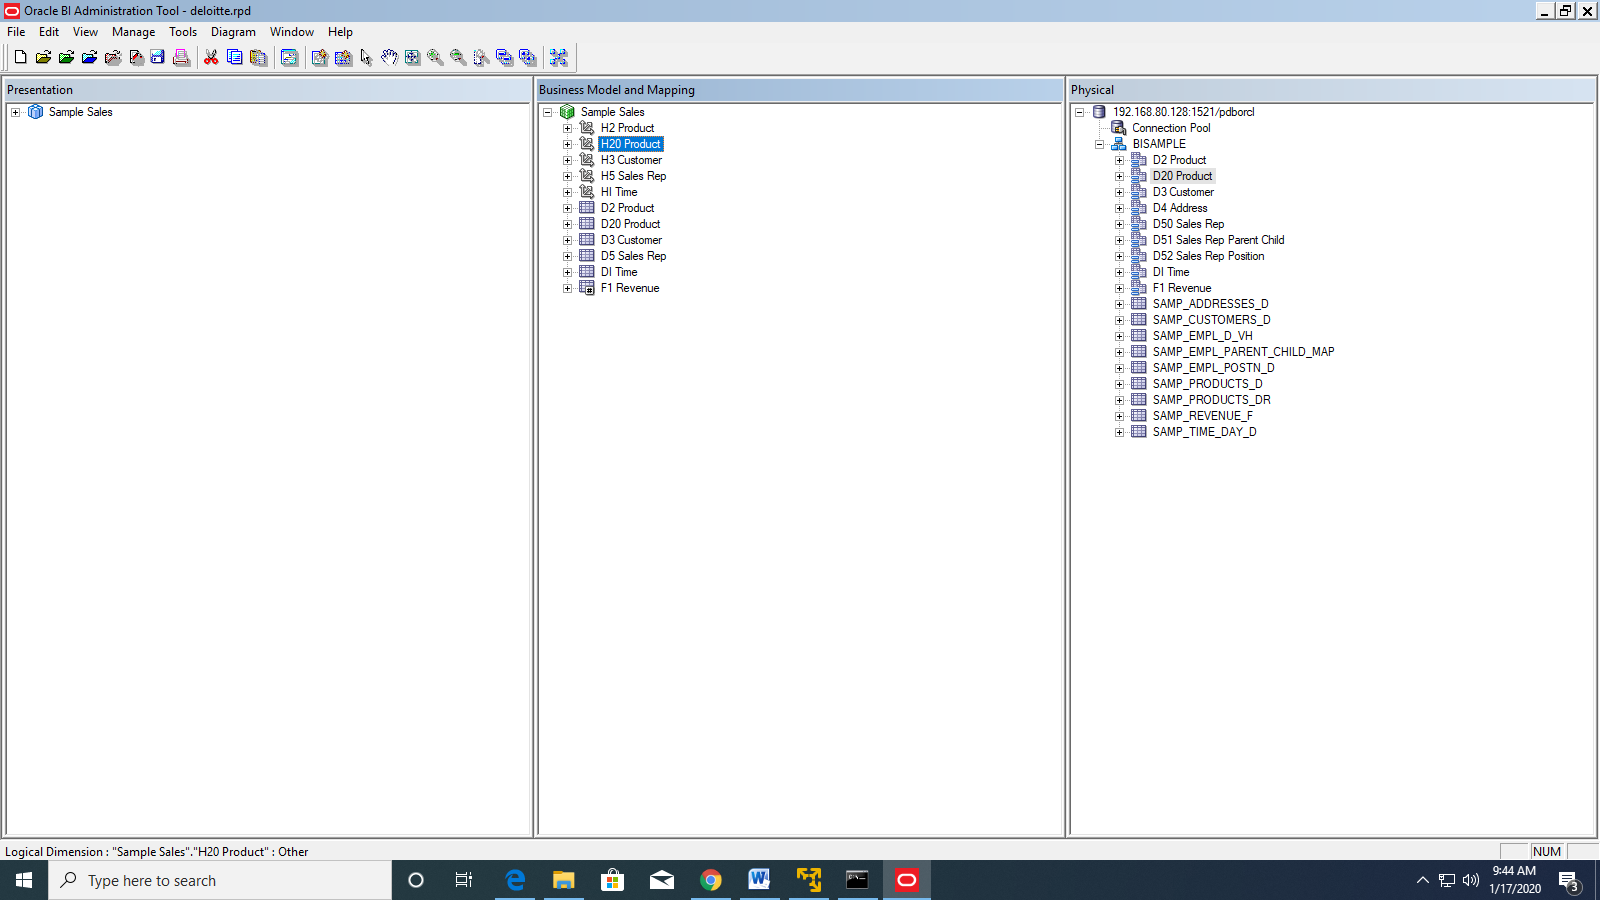 Oracle BI Administration Tool - deloitte.rpd
File Edit View Manage Tools Diagram Window Help
Presentation
Sample Sales
Business Model and Mapping
Sample Sales
H2 Product
H20 Product
H3 Customer
H5 Sales Rep
HI Time
D2 Product
D20 Product
D3 Customer
D5 Sales Rep
DI Time
F1 Revenue
Physical
192.168.80.128:1521/pdborcl
Connection Pool
BISAMPLE
D2 Product
D20 Product
D3 Customer
D4 Address
D50 Sales Rep
D51 Sales Rep Parent Child
D52 Sales Rep Position
DI Time
F1 Revenue
SAMP_ADDRESSES_D
SAMP_CUSTOMERS_D
SAMP_EMPL_D_VH
SAMP_EMPL_PARENT_CHILD_MAP
SAMP_EMPL_POSTN_D
SAMP_PRODUCTS_D
SAMP_PRODUCTS_DR
SAMP_REVENUE_F
SAMP_TIME_DAY_D
Logical Dimension : "Sample Sales"."H20 Product" : Other
NUM
Type here to search
9:44 AM
1/17/2020
3